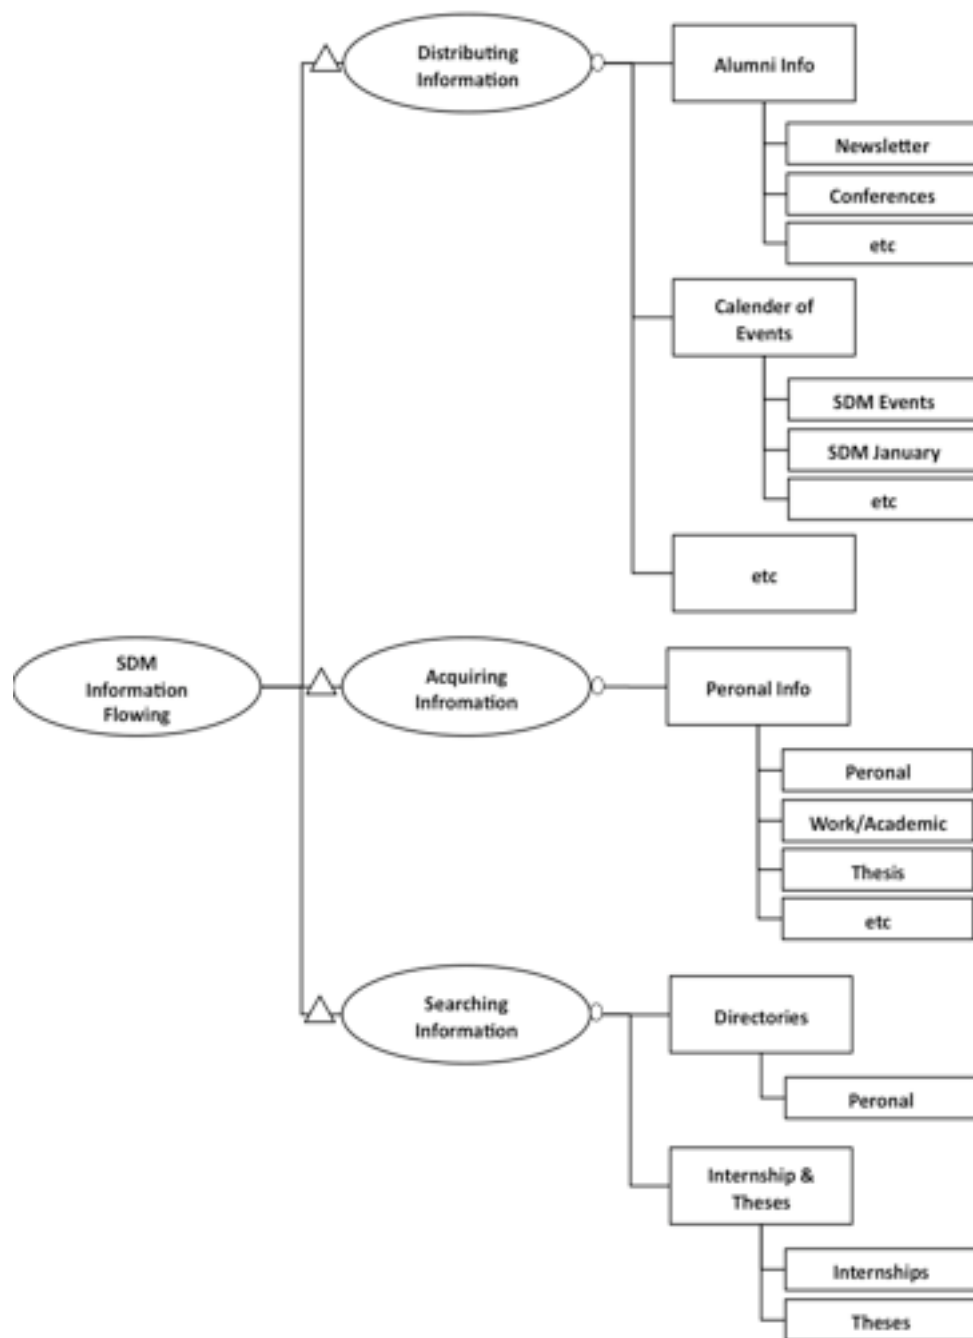 Distributing
Information
Alumni Info
Newsletter
Conferences
etc
Calender of
Events
SDM Events
SDM January
etc
etc
SDM
Information
Flowing
Acquiring
Infromation
Peronal Info
Peronal
Work/Academic
Thesis
etc
Searching
Information
Directories
Peronal
Internship &
Theses
Internships
Theses